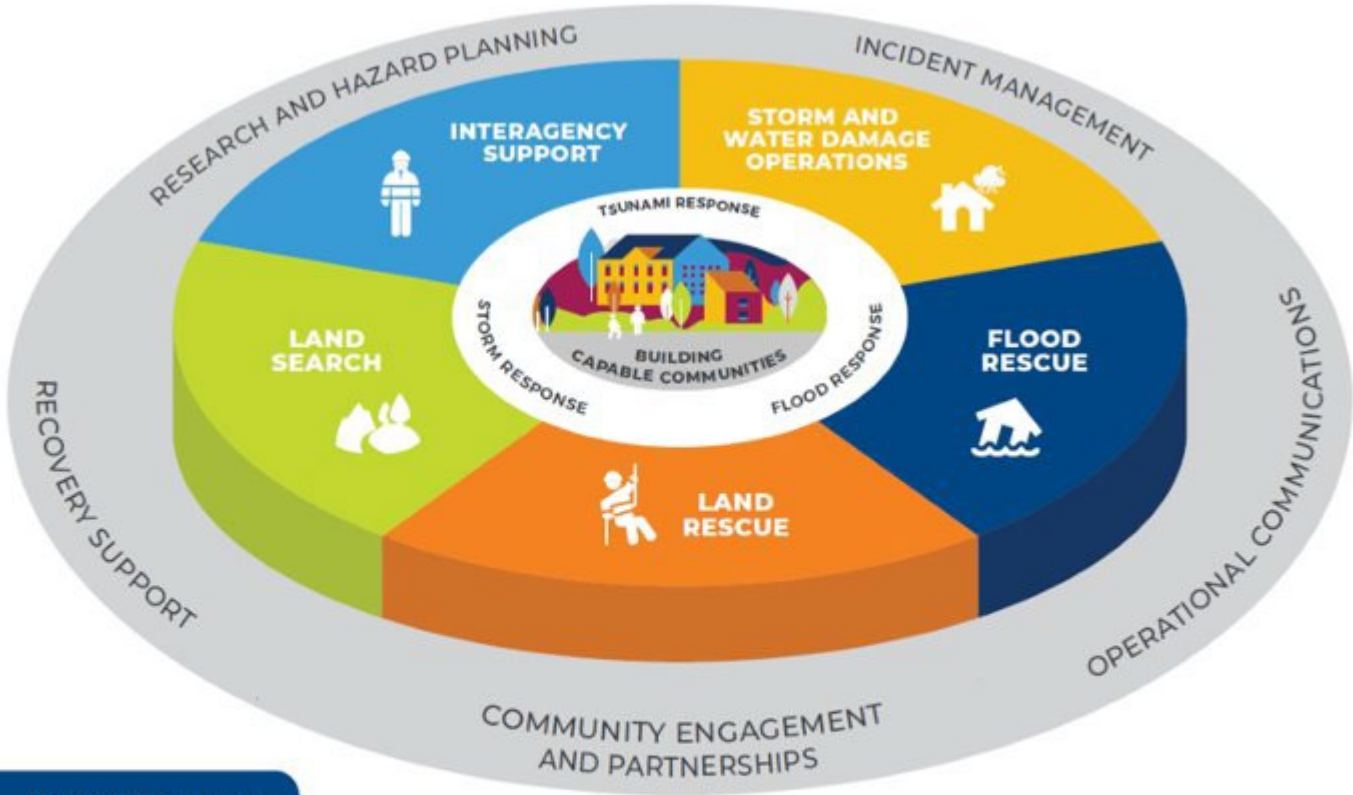 RESEARCH AND HAZARD PLANNING
INCIDENT MANAGEMENT
INTERAGENCY
SUPPORT
STORM AND
WATER DAMAGE
OPERATIONS
TSUNAMI RESPONSE
STORM RESPONSE
FLOOD RESPONSE
BUILDING
CAPABLE COMMUNITIES
LAND
SEARCH
FLOOD
RESCUE
LAND
RESCUE
RECOVERY SUPPORT
OPERATIONAL COMMUNICATIONS
COMMUNITY ENGAGEMENT
AND PARTNERSHIPS